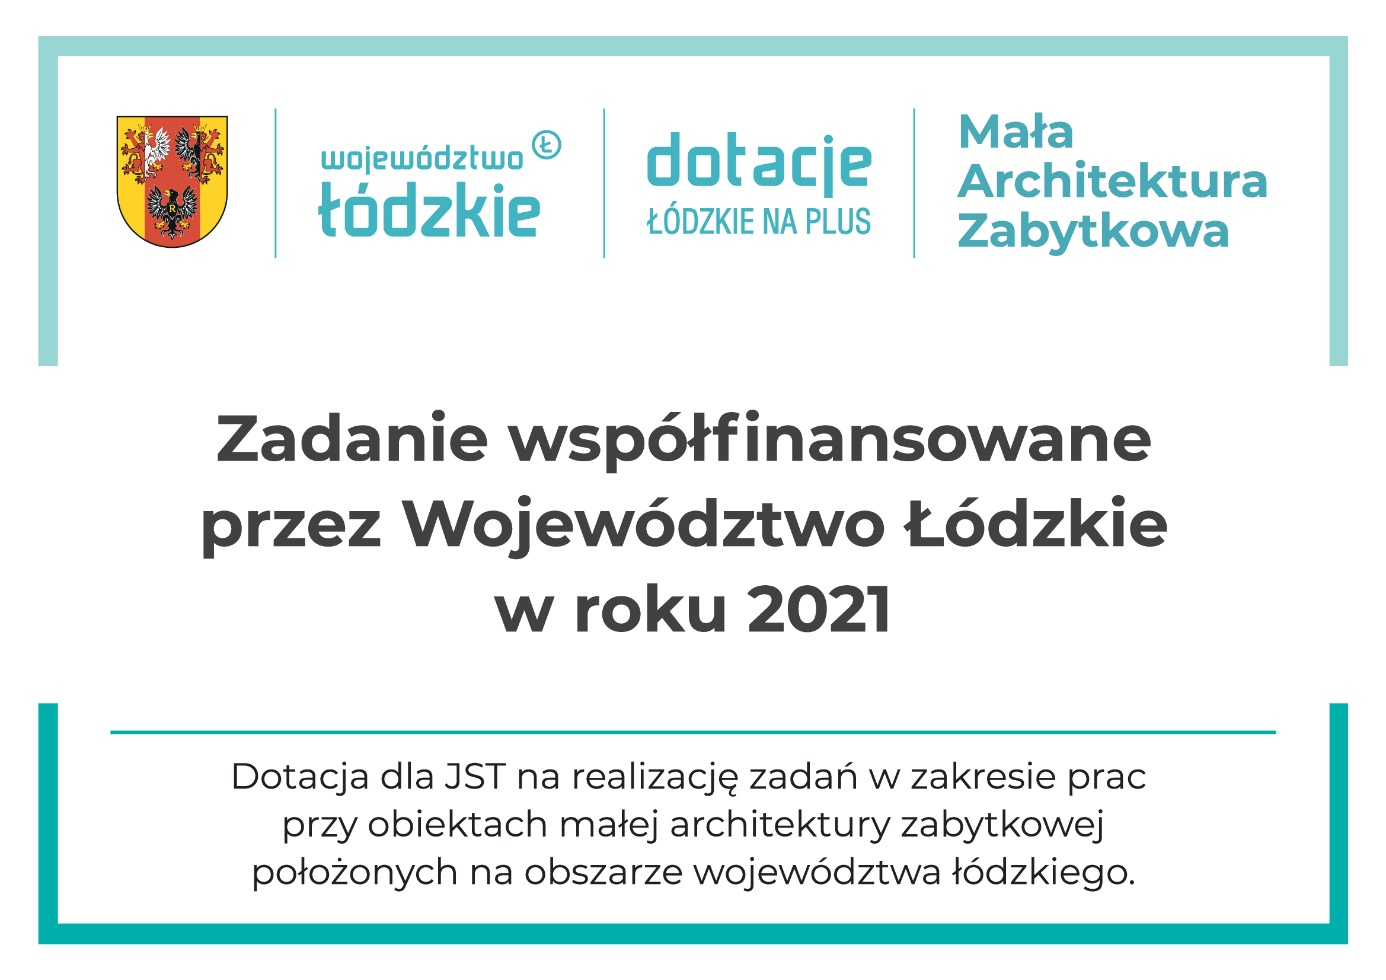 województwo Ł
łódzkie
dotacje
ŁÓDZKIE NA PLUS
Mała
Architektura
Zabytkowa
Zadanie współfinansowane
przez Województwo Łódzkie
w roku 2021
Dotacja dla JST na realizację zadań w zakresie prac
przy obiektach małej architektury zabytkowej
położonych na obszarze województwa łódzkiego.